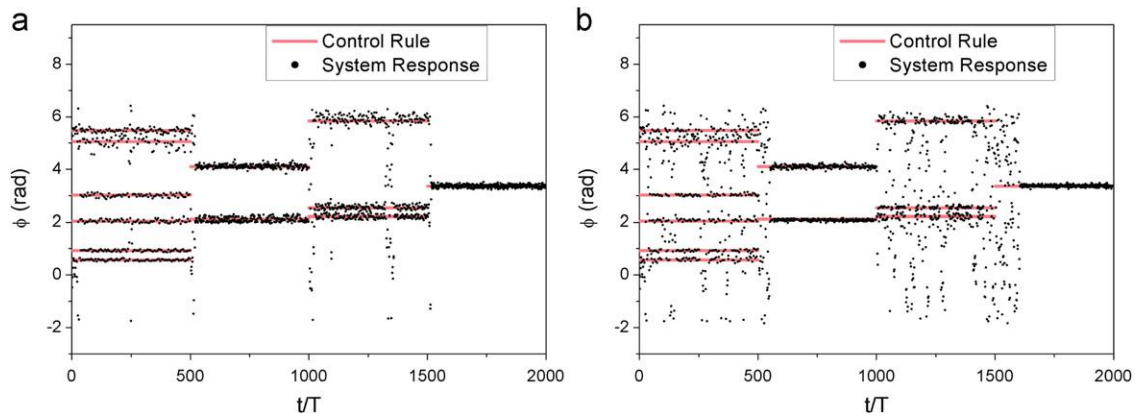 a
Control Rule
System Response
8
6
4
2
0
-2
ϕ (rad)
0 500 1000 1500 2000
t/T
b
Control Rule
System Response
8
6
4
2
0
-2
ϕ (rad)
0 500 1000 1500 2000
t/T